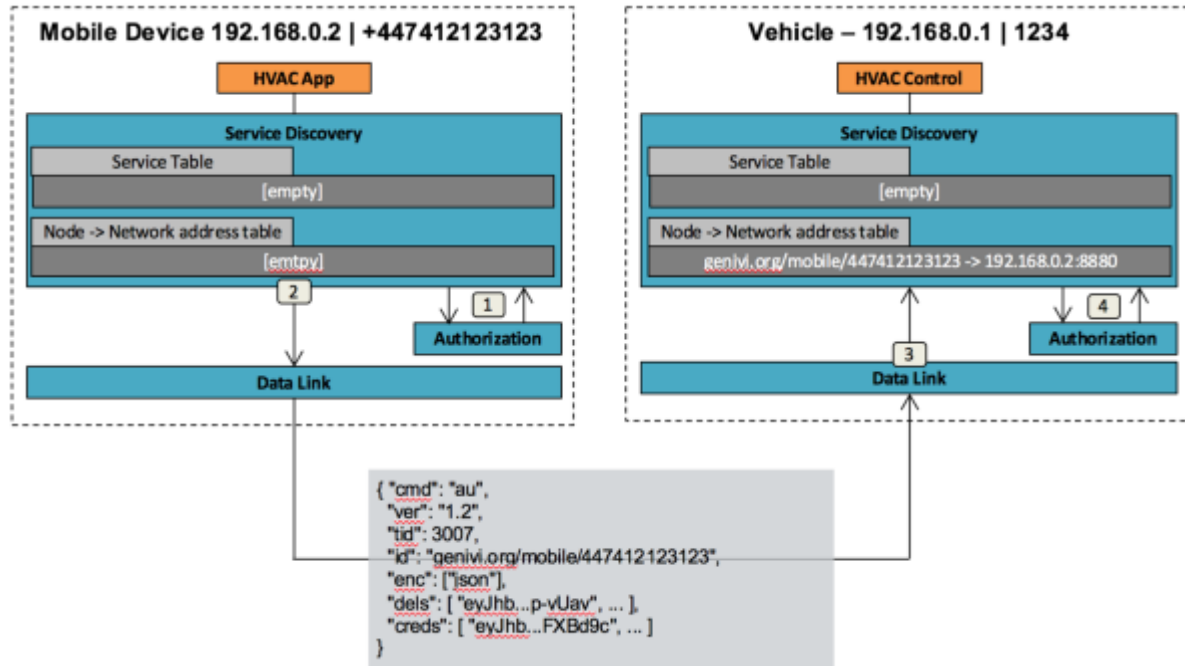 Mobile Device 192.168.0.2 | +447412123123
HVAC App
Service Discovery
Service Table
[empty]
Node -> Network address table
[emtpy]
2
1
Authorization
Data Link
Vehicle – 192.168.0.1 | 1234
HVAC Control
Service Discovery
Service Table
[empty]
Node -> Network address table
genivi.org/mobile/447412123123 -> 192.168.0.2:8880
4
Authorization
3
Data Link
{ "cmd": "au",
"ver": "1.2",
"tid": 3007,
"id": "genivi.org/mobile/447412123123",
"enc": ["json"],
"dels": [ "eyJhb...p-vUav", ... ],
"creds": [ "eyJhb...FXBd9c", ... ]
}